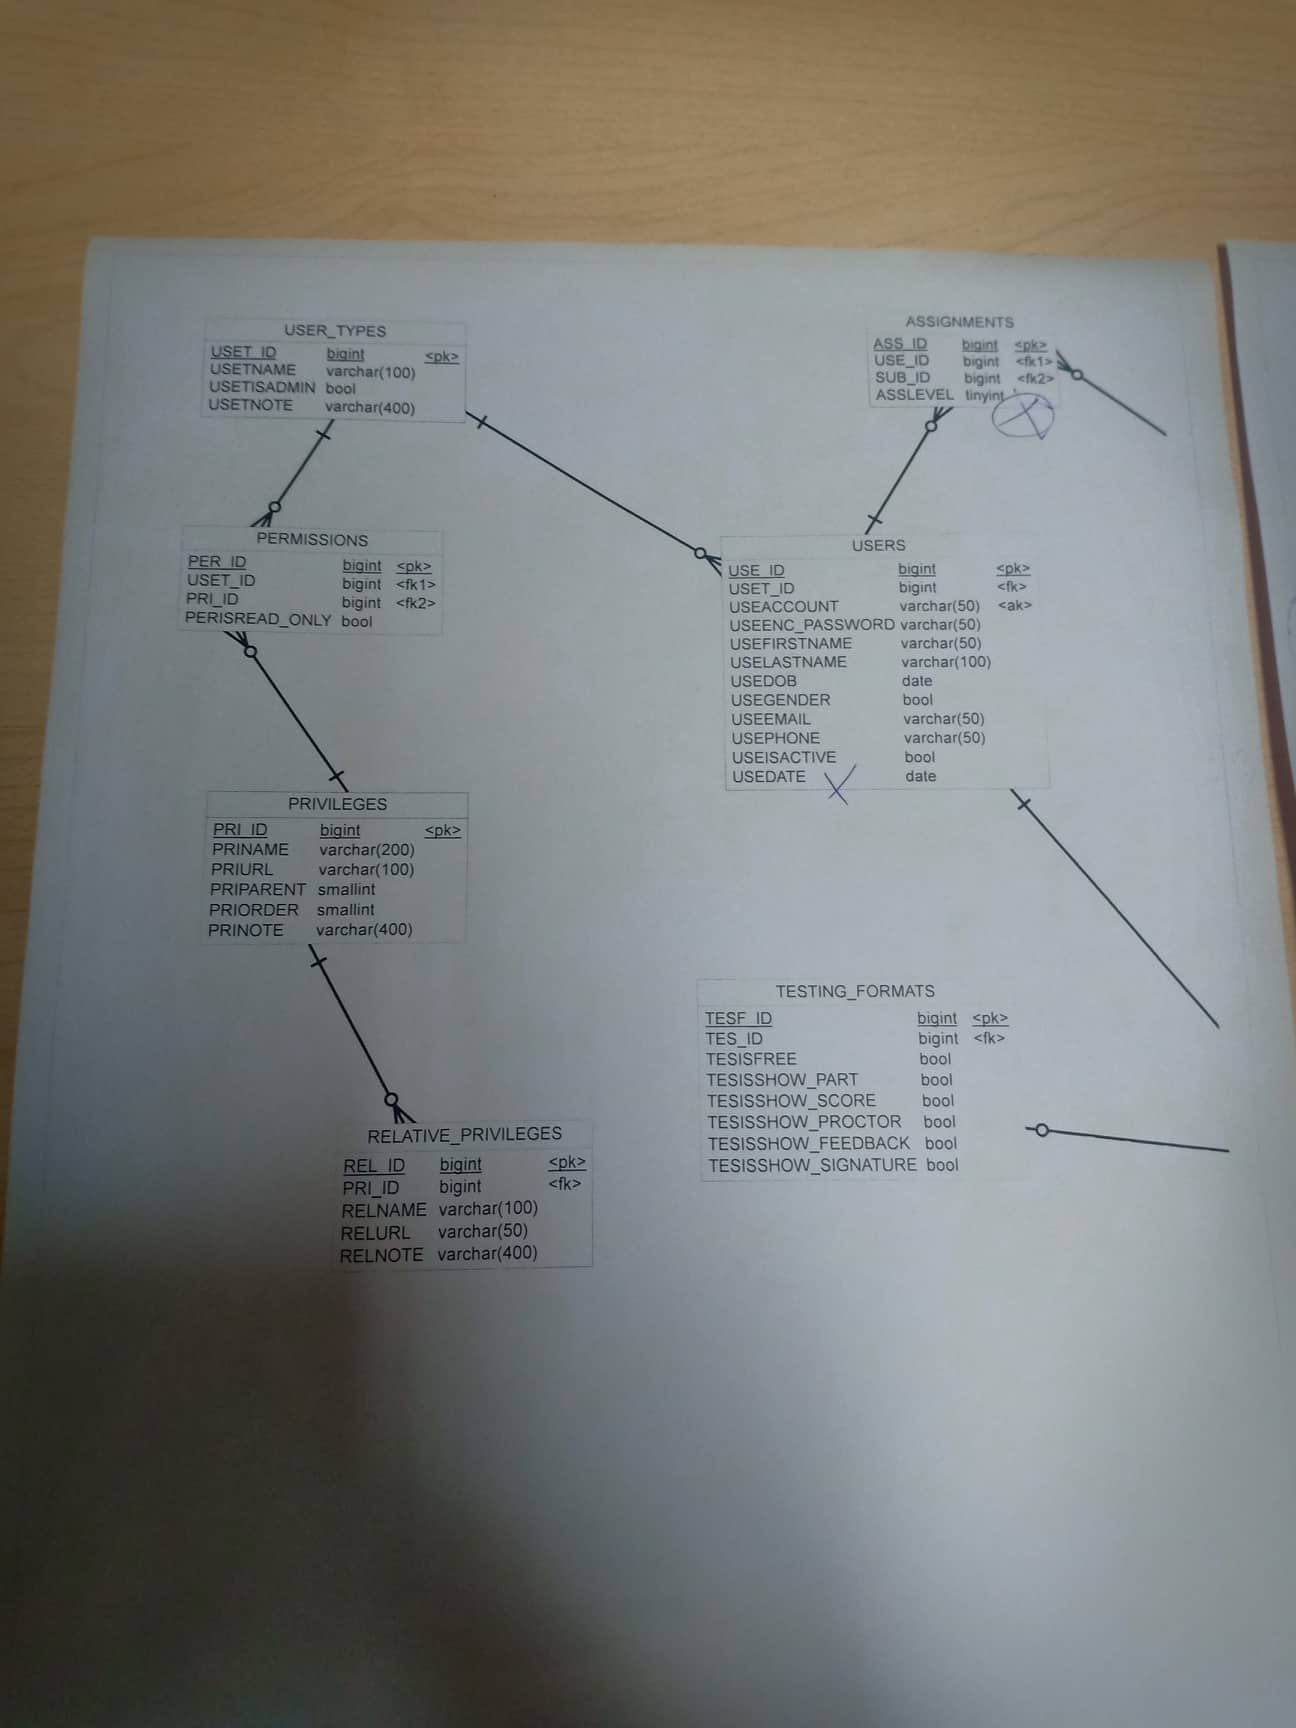 USER_TYPES
USET_ID bigint <pk>
USETNAME varchar(100)
USETISADMIN bool
USETNOTE varchar(400)
ASSIGNMENTS
ASS_ID bigint <pk>
USE_ID bigint <fk1>
SUB_ID bigint <fk2>
ASSLEVEL tinyint
PERMISSIONS
PER_ID bigint <pk>
USET_ID bigint <fk1>
PRI_ID bigint <fk2>
PERISREAD_ONLY bool
USERS
USE_ID bigint <pk>
USET_ID bigint <fk>
USEACCOUNT varchar(50) <ak>
USEENC_PASSWORD varchar(50)
USEFIRSTNAME varchar(50)
USELASTNAME varchar(100)
USEDOB date
USEGENDER bool
USEEMAIL varchar(50)
USEPHONE varchar(50)
USEISACTIVE bool
USEDATE date
PRIVILEGES
PRI_ID bigint <pk>
PRINAME varchar(200)
PRIURL varchar(100)
PRIPARENT smallint
PRIORDER smallint
PRINOTE varchar(400)
TESTING_FORMATS
TESF_ID bigint <pk>
TES_ID bigint <fk>
TESISFREE bool
TESISSHOW_PART bool
TESISSHOW_SCORE bool
TESISSHOW_PROCTOR bool
TESISSHOW_FEEDBACK bool
TESISSHOW_SIGNATURE bool
RELATIVE_PRIVILEGES
REL_ID bigint <pk>
PRI_ID bigint <fk>
RELNAME varchar(100)
RELURL varchar(50)
RELNOTE varchar(400)